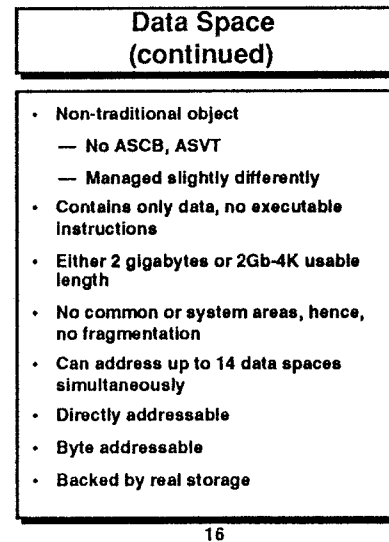 Data Space
(continued)
• Non-traditional object
— No ASCB, ASVT
— Managed slightly differently
• Contains only data, no executable
instructions
• Either 2 gigabytes or 2Gb-4K usable
length
• No common or system areas, hence,
no fragmentation
• Can address up to 14 data spaces
simultaneously
• Directly addressable
• Byte addressable
• Backed by real storage
16